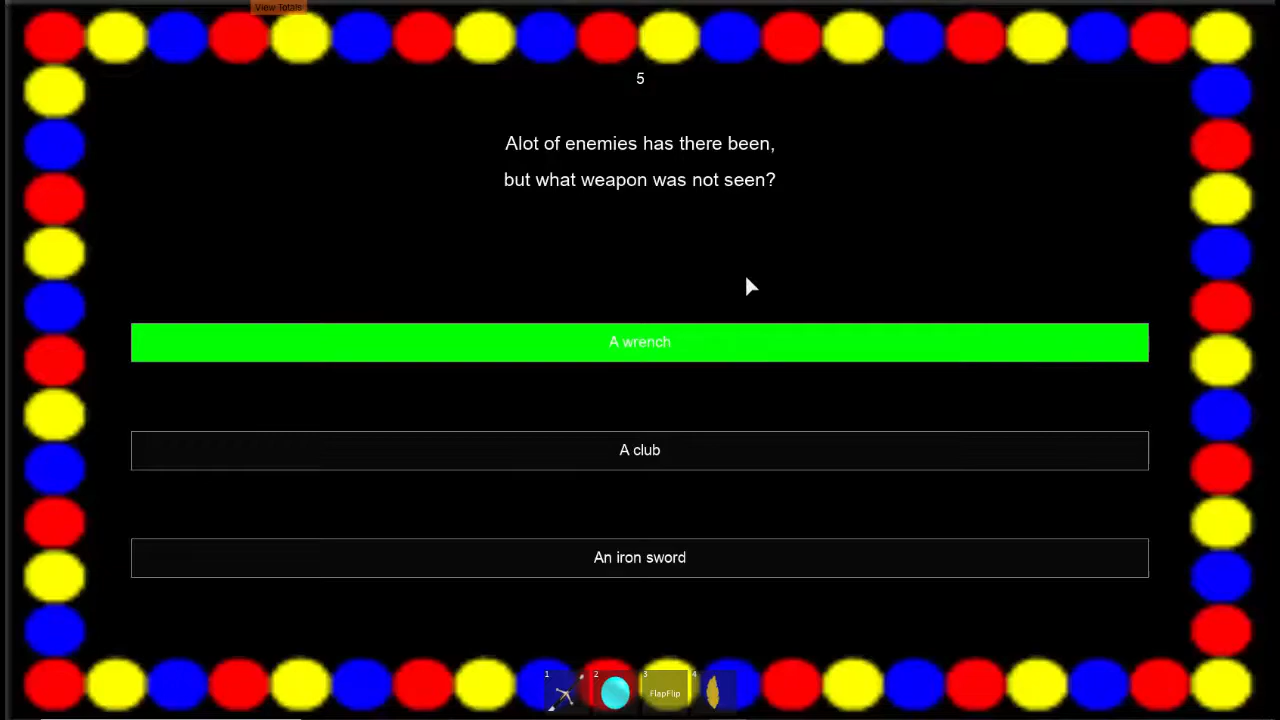 View Totals
5
Alot of enemies has there been,
but what weapon was not seen?
A wrench
A club
An iron sword
1 2 3 4
FlapFlip